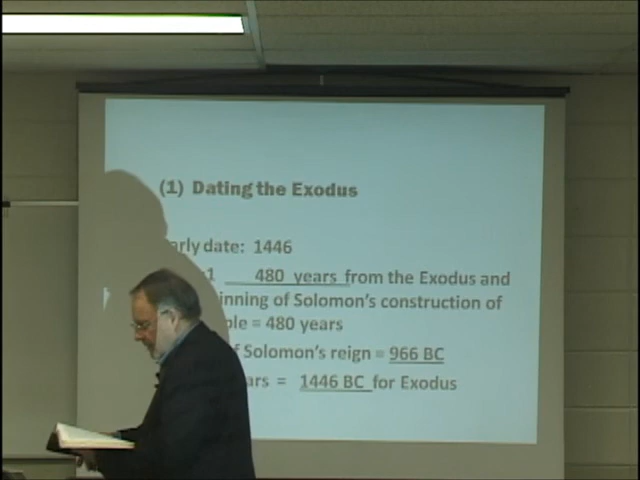 (1) Dating the Exodus
arly date: 1446
1 480 years from the Exodus and
inning of Solomon's construction of
ple = 480 years
f Solomon's reign = 966 BC
ars = 1446 BC for Exodus